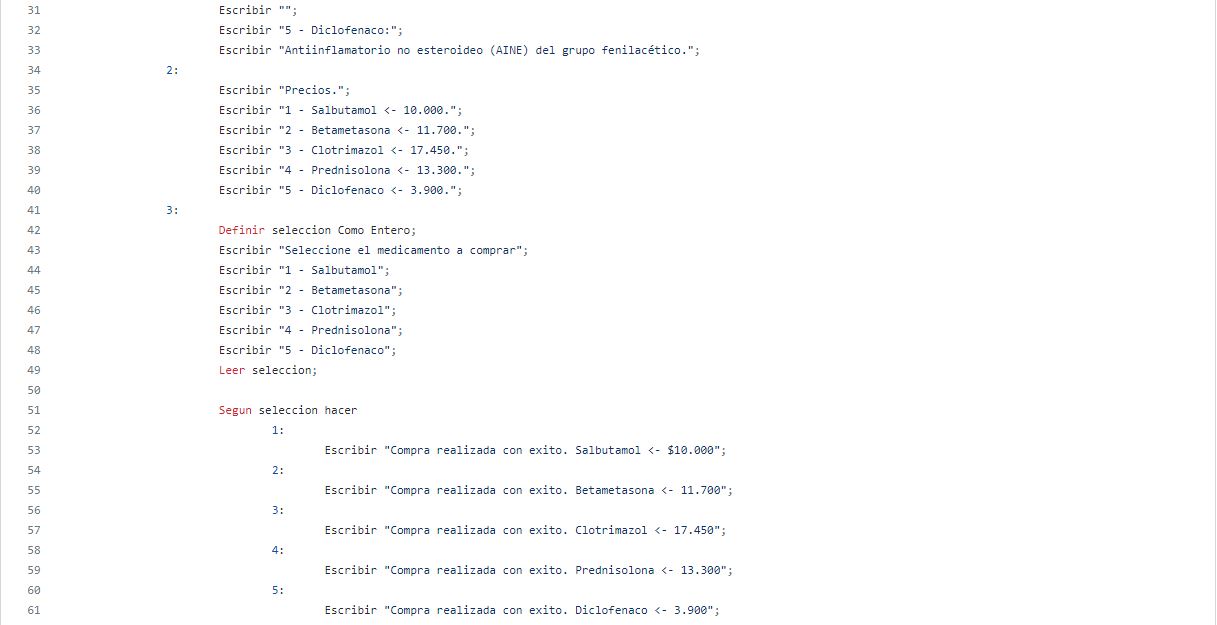 31 Escribir "";
32 Escribir "5 - Diclofenaco:";
33 Escribir "Antiinflamatorio no esteroideo (AINE) del grupo fenilacético.";
34 2:
35 Escribir "Precios.";
36 Escribir "1 - Salbutamol <- 10.000.";
37 Escribir "2 - Betametasona <- 11.700.";
38 Escribir "3 - Clotrimazol <- 17.450.";
39 Escribir "4 - Prednisolona <- 13.300.";
40 Escribir "5 - Diclofenaco <- 3.900.";
41 3:
42 Definir seleccion Como Entero;
43 Escribir "Seleccione el medicamento a comprar";
44 Escribir "1 - Salbutamol";
45 Escribir "2 - Betametasona";
46 Escribir "3 - Clotrimazol";
47 Escribir "4 - Prednisolona";
48 Escribir "5 - Diclofenaco";
49 Leer seleccion;
50
51 Segun seleccion hacer
52 1:
53 Escribir "Compra realizada con exito. Salbutamol <- $10.000";
54 2:
55 Escribir "Compra realizada con exito. Betametasona <- 11.700";
56 3:
57 Escribir "Compra realizada con exito. Clotrimazol <- 17.450";
58 4:
59 Escribir "Compra realizada con exito. Prednisolona <- 13.300";
60 5:
61 Escribir "Compra realizada con exito. Diclofenaco <- 3.900";